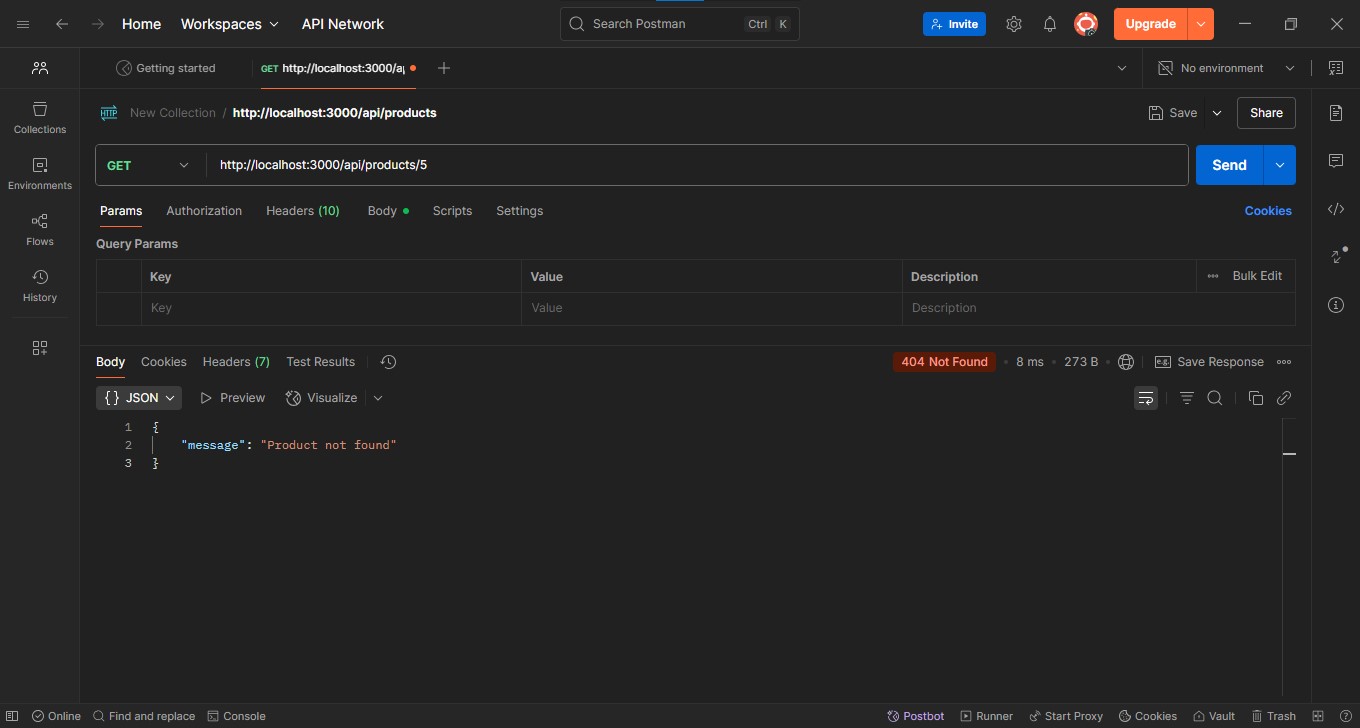 Home Workspaces API Network Search Postman Ctrl K Invite Upgrade
Getting started GET http://localhost:3000/a No environment
HTTP New Collection / http://localhost:3000/api/products Save Share
Collections
GET http://localhost:3000/api/products/5 Send
Environments
Params Authorization Headers (10) Body Scripts Settings Cookies
Flows
Query Params
Key Value Description Bulk Edit
History
Key Value Description
Body Cookies Headers (7) Test Results 404 Not Found 8 ms 273 B e.g. Save Response
{} JSON Preview Visualize
1 {
2 "message": "Product not found"
3 }
Online Find and replace Console Postbot Runner Start Proxy Cookies Vault Trash